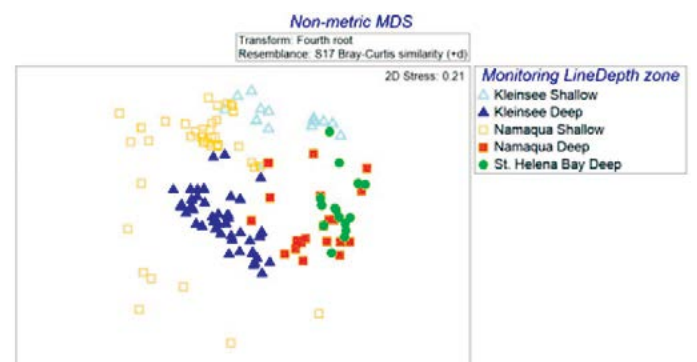 Non-metric MDS
Transform: Fourth root
Resemblance: S17 Bray-Curtis similarity (+d)
2D Stress: 0.21
Monitoring LineDepth zone
Kleinsee Shallow
Kleinsee Deep
Namaqua Shallow
Namaqua Deep
St. Helena Bay Deep